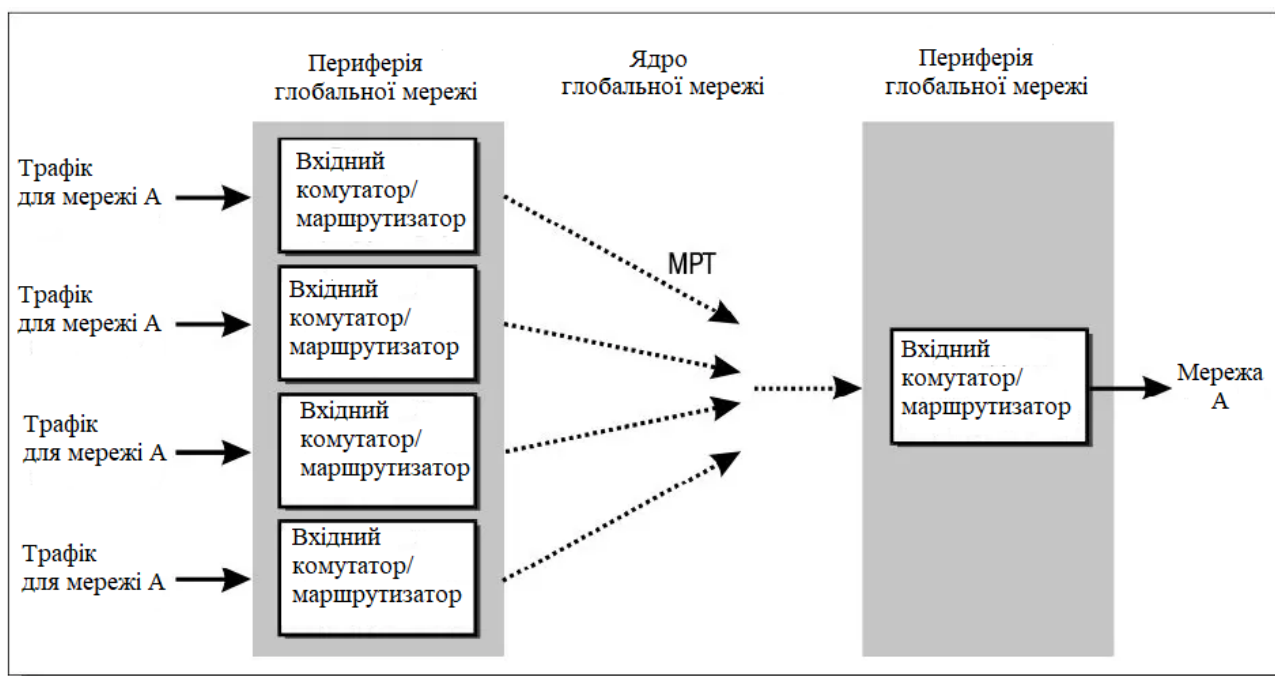 Периферія
глобальної мережі
Ядро
глобальної мережі
Периферія
глобальної мережі
Трафік
для мережі А
Вхідний
комутатор/
маршрутизатор
Трафік
для мережі А
Вхідний
комутатор/
маршрутизатор
Трафік
для мережі А
Вхідний
комутатор/
маршрутизатор
Трафік
для мережі А
Вхідний
комутатор/
маршрутизатор
МРТ
Вхідний
комутатор/
маршрутизатор
Мережа
А